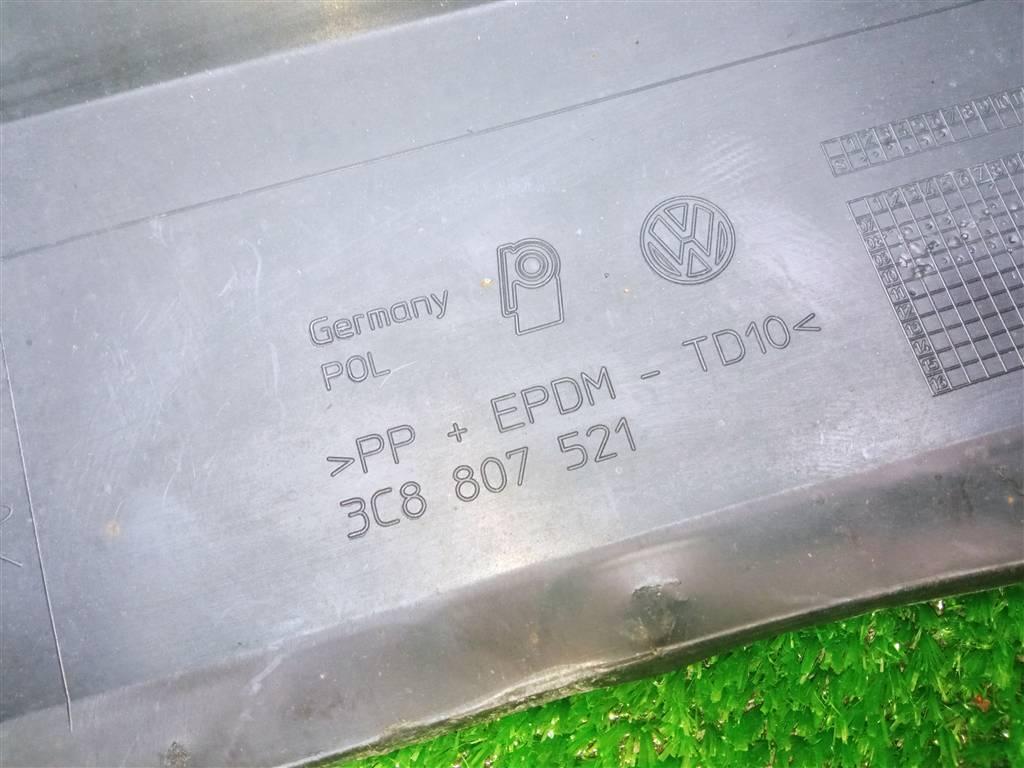 Germany
POL
>PP + EPDM - TD10<
3C8 807 521